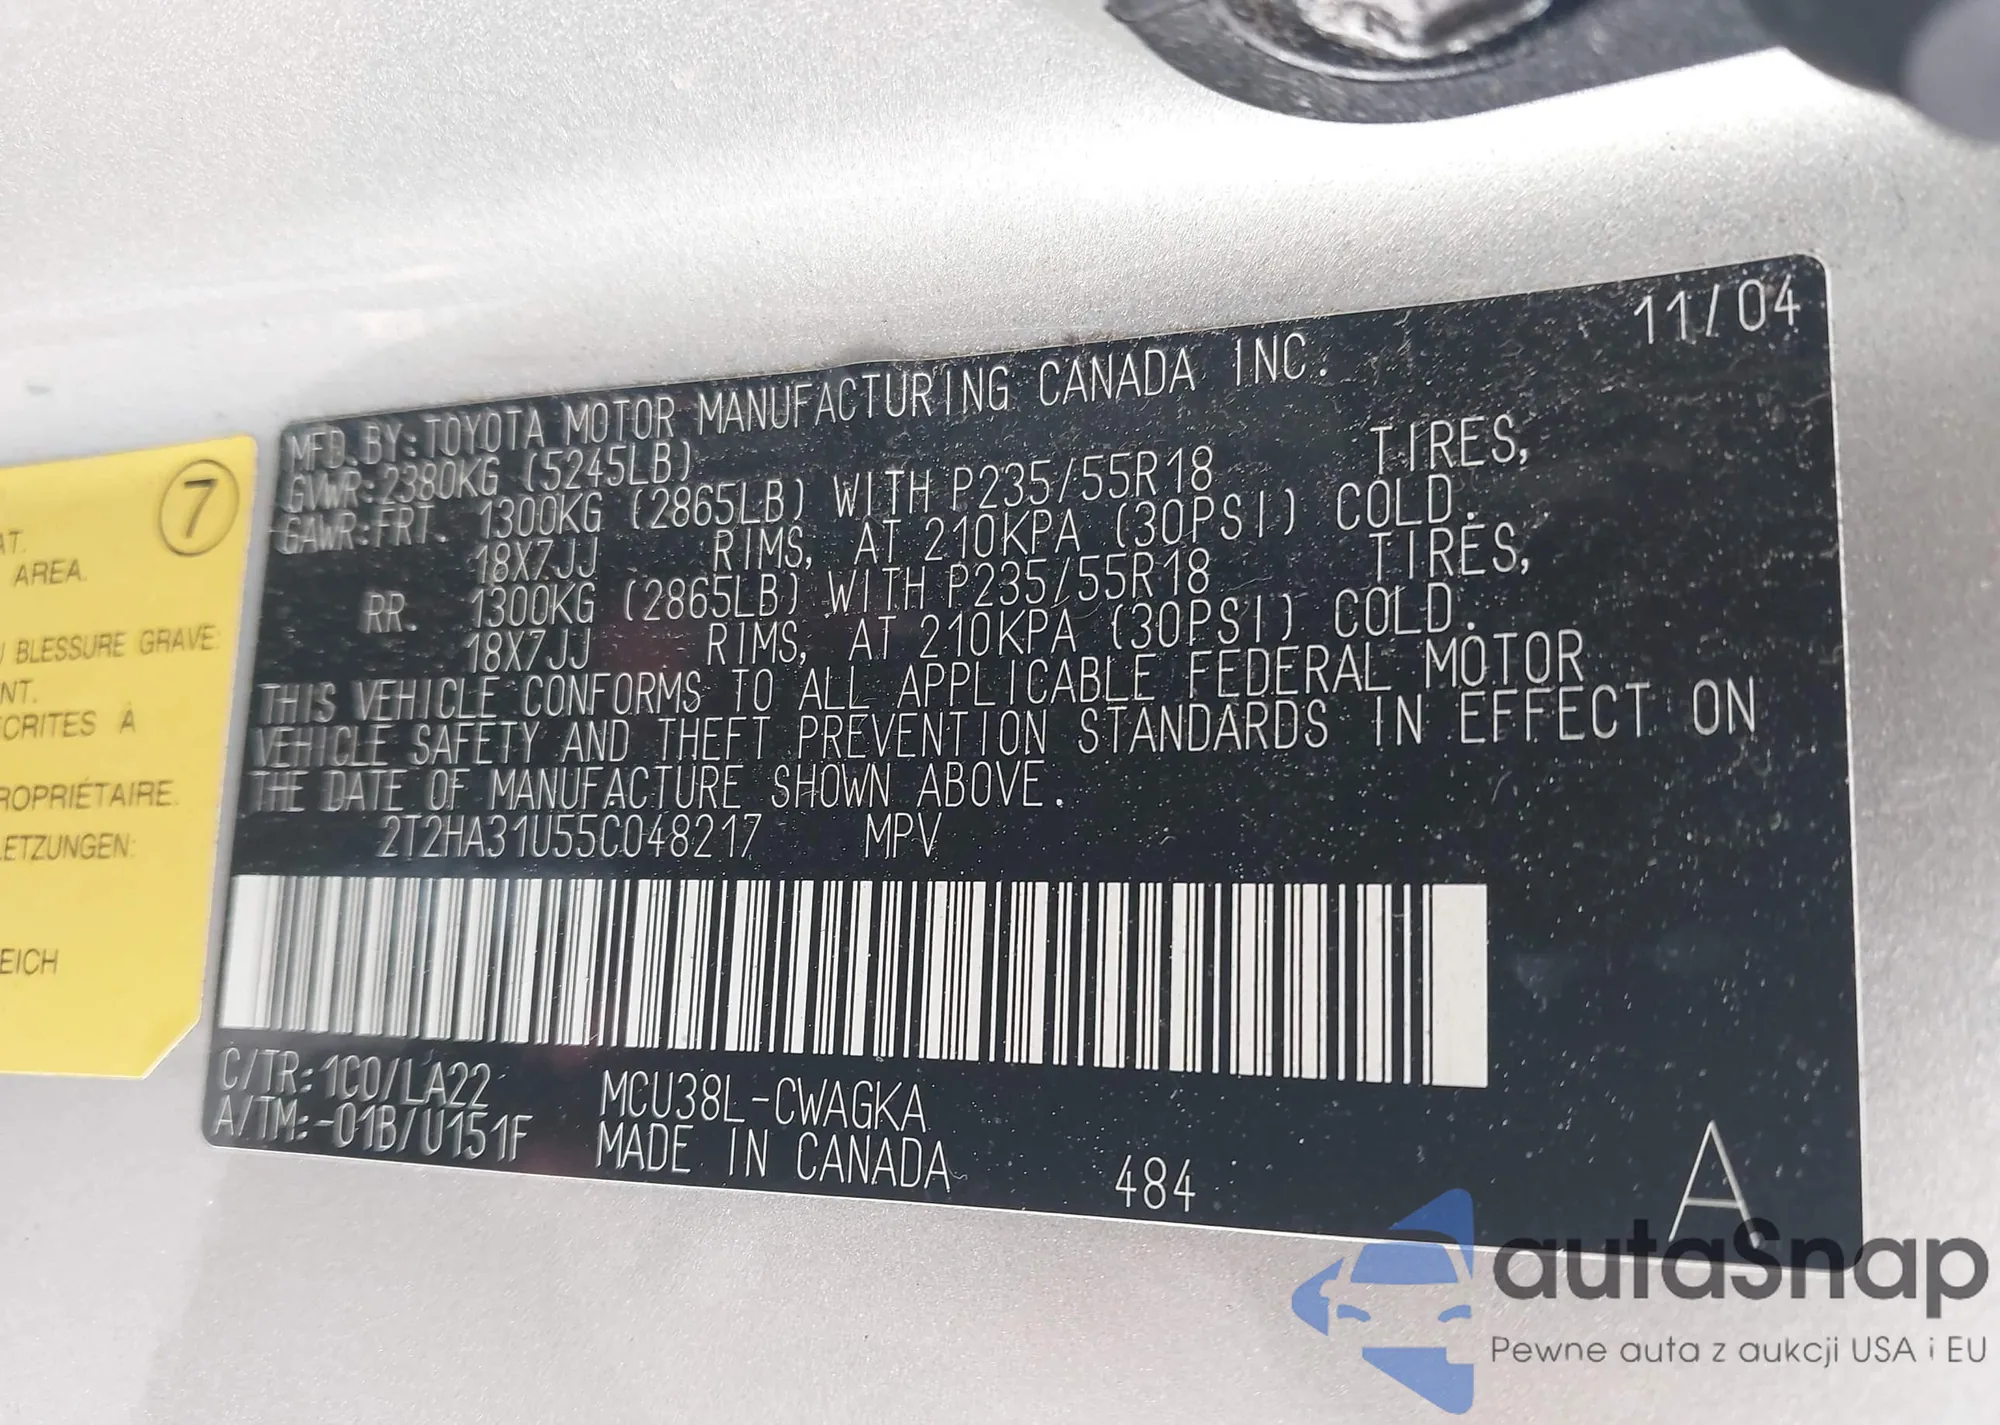 11/04
MFD.BY:TOYOTA MOTOR MANUFACTURING CANADA INC.
GVWR:2380KG (5245LB)
GAWR:FRT. 1300KG (2865LB) WITH P235/55R18 TIRES,
18X7JJ RIMS, AT 210KPA (30PSI) COLD.
RR. 1300KG (2865LB) WITH P235/55R18 TIRES,
18X7JJ RIMS, AT 210KPA (30PSI) COLD.
THIS VEHICLE CONFORMS TO ALL APPLICABLE FEDERAL MOTOR
VEHICLE SAFETY AND THEFT PREVENTION STANDARDS IN EFFECT ON
THE DATE OF MANUFACTURE SHOWN ABOVE.
2T2HA31U55C048217 MPV
C/TR:1C0/LA22 MCU38L-CWAGKA
A/TM:-01B/U151F MADE IN CANADA 484 A
7
AT.
AREA.
BLESSURE GRAVE:
NT.
CRITES À
ROPRIÉTAIRE.
LETZUNGEN:
EICH
autoSnap
Pewne auta z aukcji USA i EU